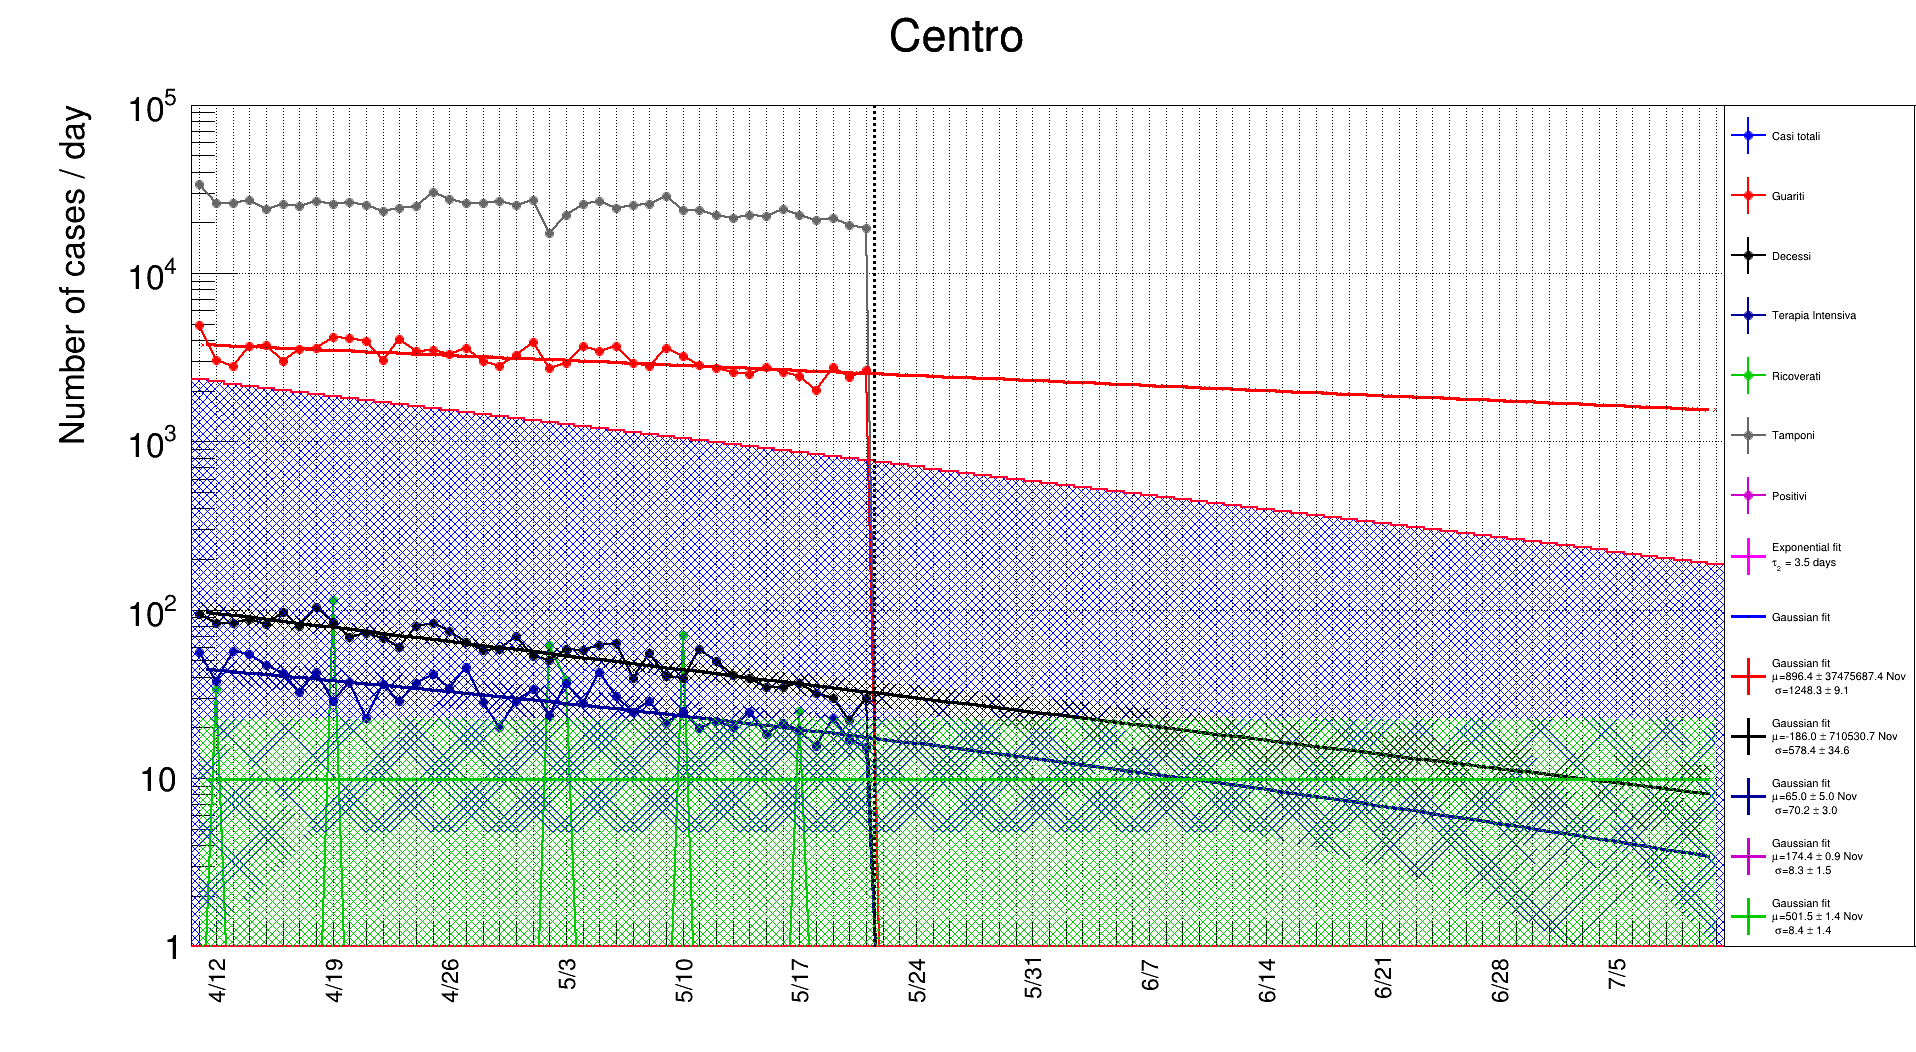 Centro
Number of cases / day
10^5
10^4
10^3
10^2
10
1
4/12
4/19
4/26
5/3
5/10
5/17
5/24
5/31
6/7
6/14
6/21
6/28
7/5
Casi totali
Guariti
Decessi
Terapia Intensiva
Ricoverati
Tamponi
Positivi
Exponential fit
τ₂ = 3.5 days
Gaussian fit
Gaussian fit
μ=896.4 ± 37475687.4 Nov
σ=1248.3 ± 9.1
Gaussian fit
μ=-186.0 ± 710530.7 Nov
σ=578.4 ± 34.6
Gaussian fit
μ=65.0 ± 5.0 Nov
σ=70.2 ± 3.0
Gaussian fit
μ=174.4 ± 0.9 Nov
σ=8.3 ± 1.5
Gaussian fit
μ=501.5 ± 1.4 Nov
σ=8.4 ± 1.4